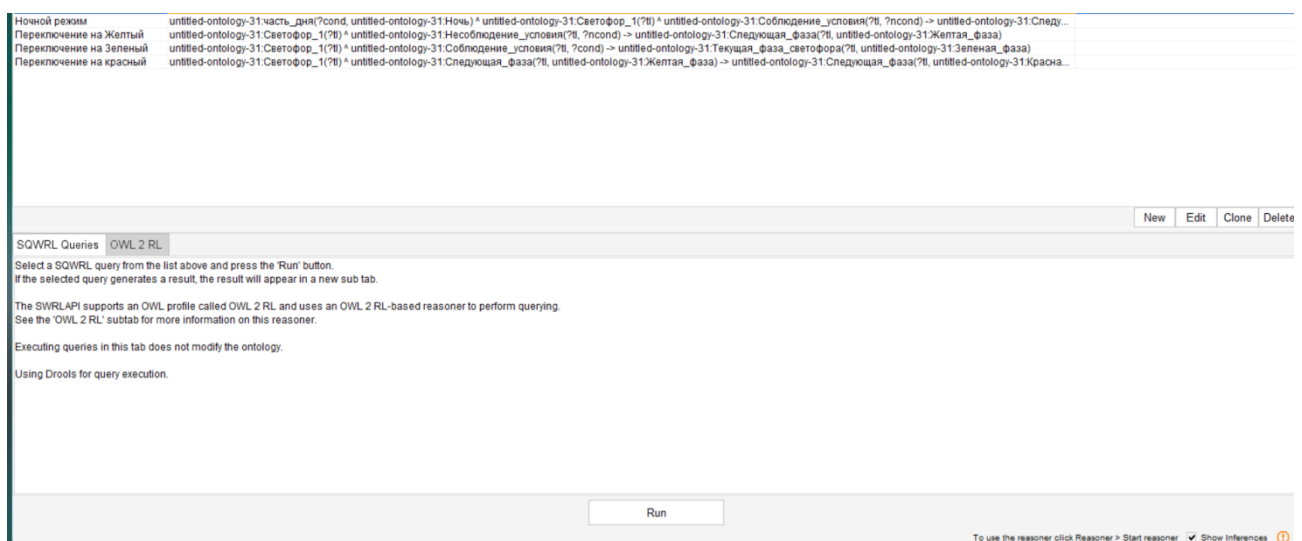 Ночной режим untitled-ontology-31:часть_дня(?cond, untitled-ontology-31:Ночь) ^ untitled-ontology-31:Светофор_1(?tl) ^ untitled-ontology-31:Соблюдение_условия(?tl, ?ncond) -> untitled-ontology-31:Следу...
Переключение на Желтый untitled-ontology-31:Светофор_1(?tl) ^ untitled-ontology-31:Несоблюдение_условия(?tl, ?ncond) -> untitled-ontology-31:Следующая_фаза(?tl, untitled-ontology-31:Желтая_фаза)
Переключение на Зеленый untitled-ontology-31:Светофор_1(?tl) ^ untitled-ontology-31:Соблюдение_условия(?tl, ?cond) -> untitled-ontology-31:Текущая_фаза_светофора(?tl, untitled-ontology-31:Зеленая_фаза)
Переключение на красный untitled-ontology-31:Светофор_1(?tl) ^ untitled-ontology-31:Следующая_фаза(?tl, untitled-ontology-31:Желтая_фаза) -> untitled-ontology-31:Следующая_фаза(?tl, untitled-ontology-31:Красна...
New Edit Clone Delete
SQWRL Queries OWL 2 RL
Select a SQWRL query from the list above and press the 'Run' button.
If the selected query generates a result, the result will appear in a new sub tab.
The SWRLAPI supports an OWL profile called OWL 2 RL and uses an OWL 2 RL-based reasoner to perform querying.
See the 'OWL 2 RL' subtab for more information on this reasoner.
Executing queries in this tab does not modify the ontology.
Using Drools for query execution.
Run
To use the reasoner click Reasoner > Start reasoner Show Inferences